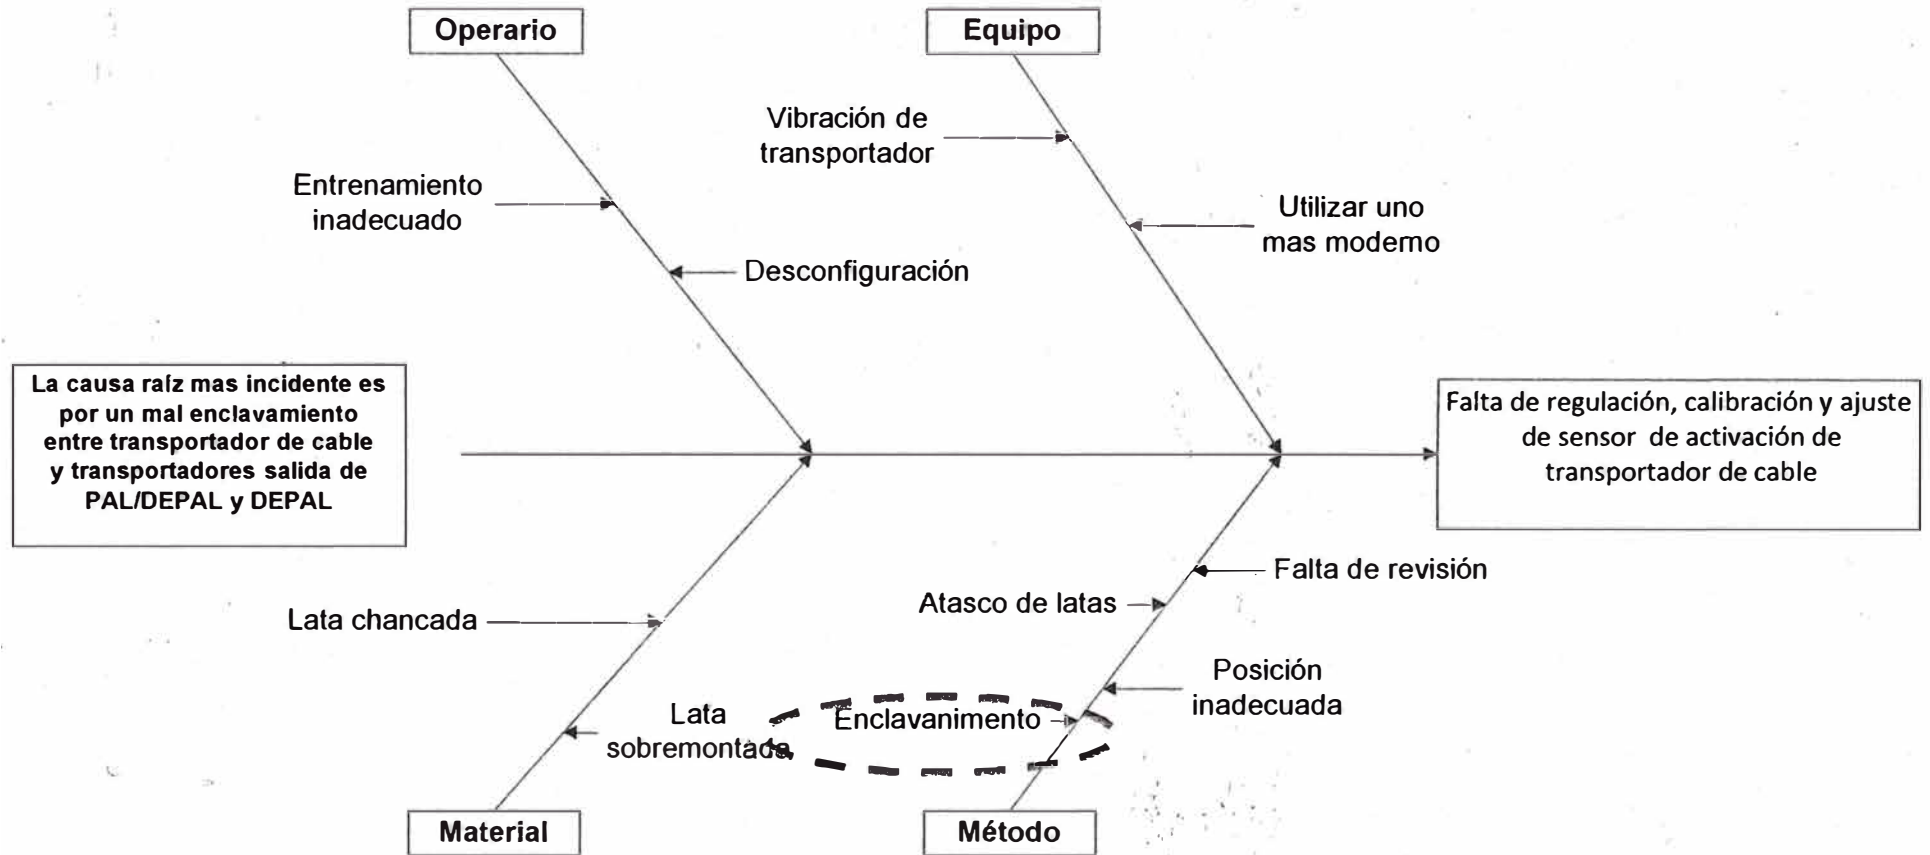 Operario
Equipo
Vibración de
transportador
Entrenamiento
inadecuado
Utilizar uno
mas moderno
Desconfiguración
La causa raíz mas incidente es
por un mal enclavamiento
entre transportador de cable
y transportadores salida de
PAL/DEPAL y DEPAL
Falta de regulación, calibración y ajuste
de sensor de activación de
transportador de cable
Falta de revisión
Atasco de latas
Lata chancada
Posición
inadecuada
Lata
sobremontada
Enclavanimento
Material
Método